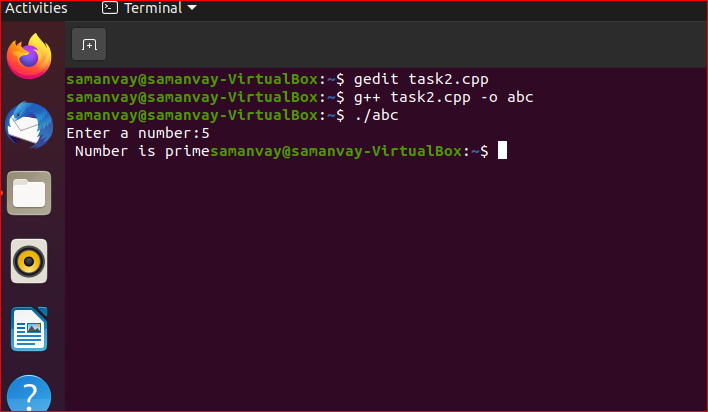 Activities Terminal
samanvay@samanvay-VirtualBox:~$ gedit task2.cpp
samanvay@samanvay-VirtualBox:~$ g++ task2.cpp -o abc
samanvay@samanvay-VirtualBox:~$ ./abc
Enter a number:5
 Number is primesamanvay@samanvay-VirtualBox:~$
?